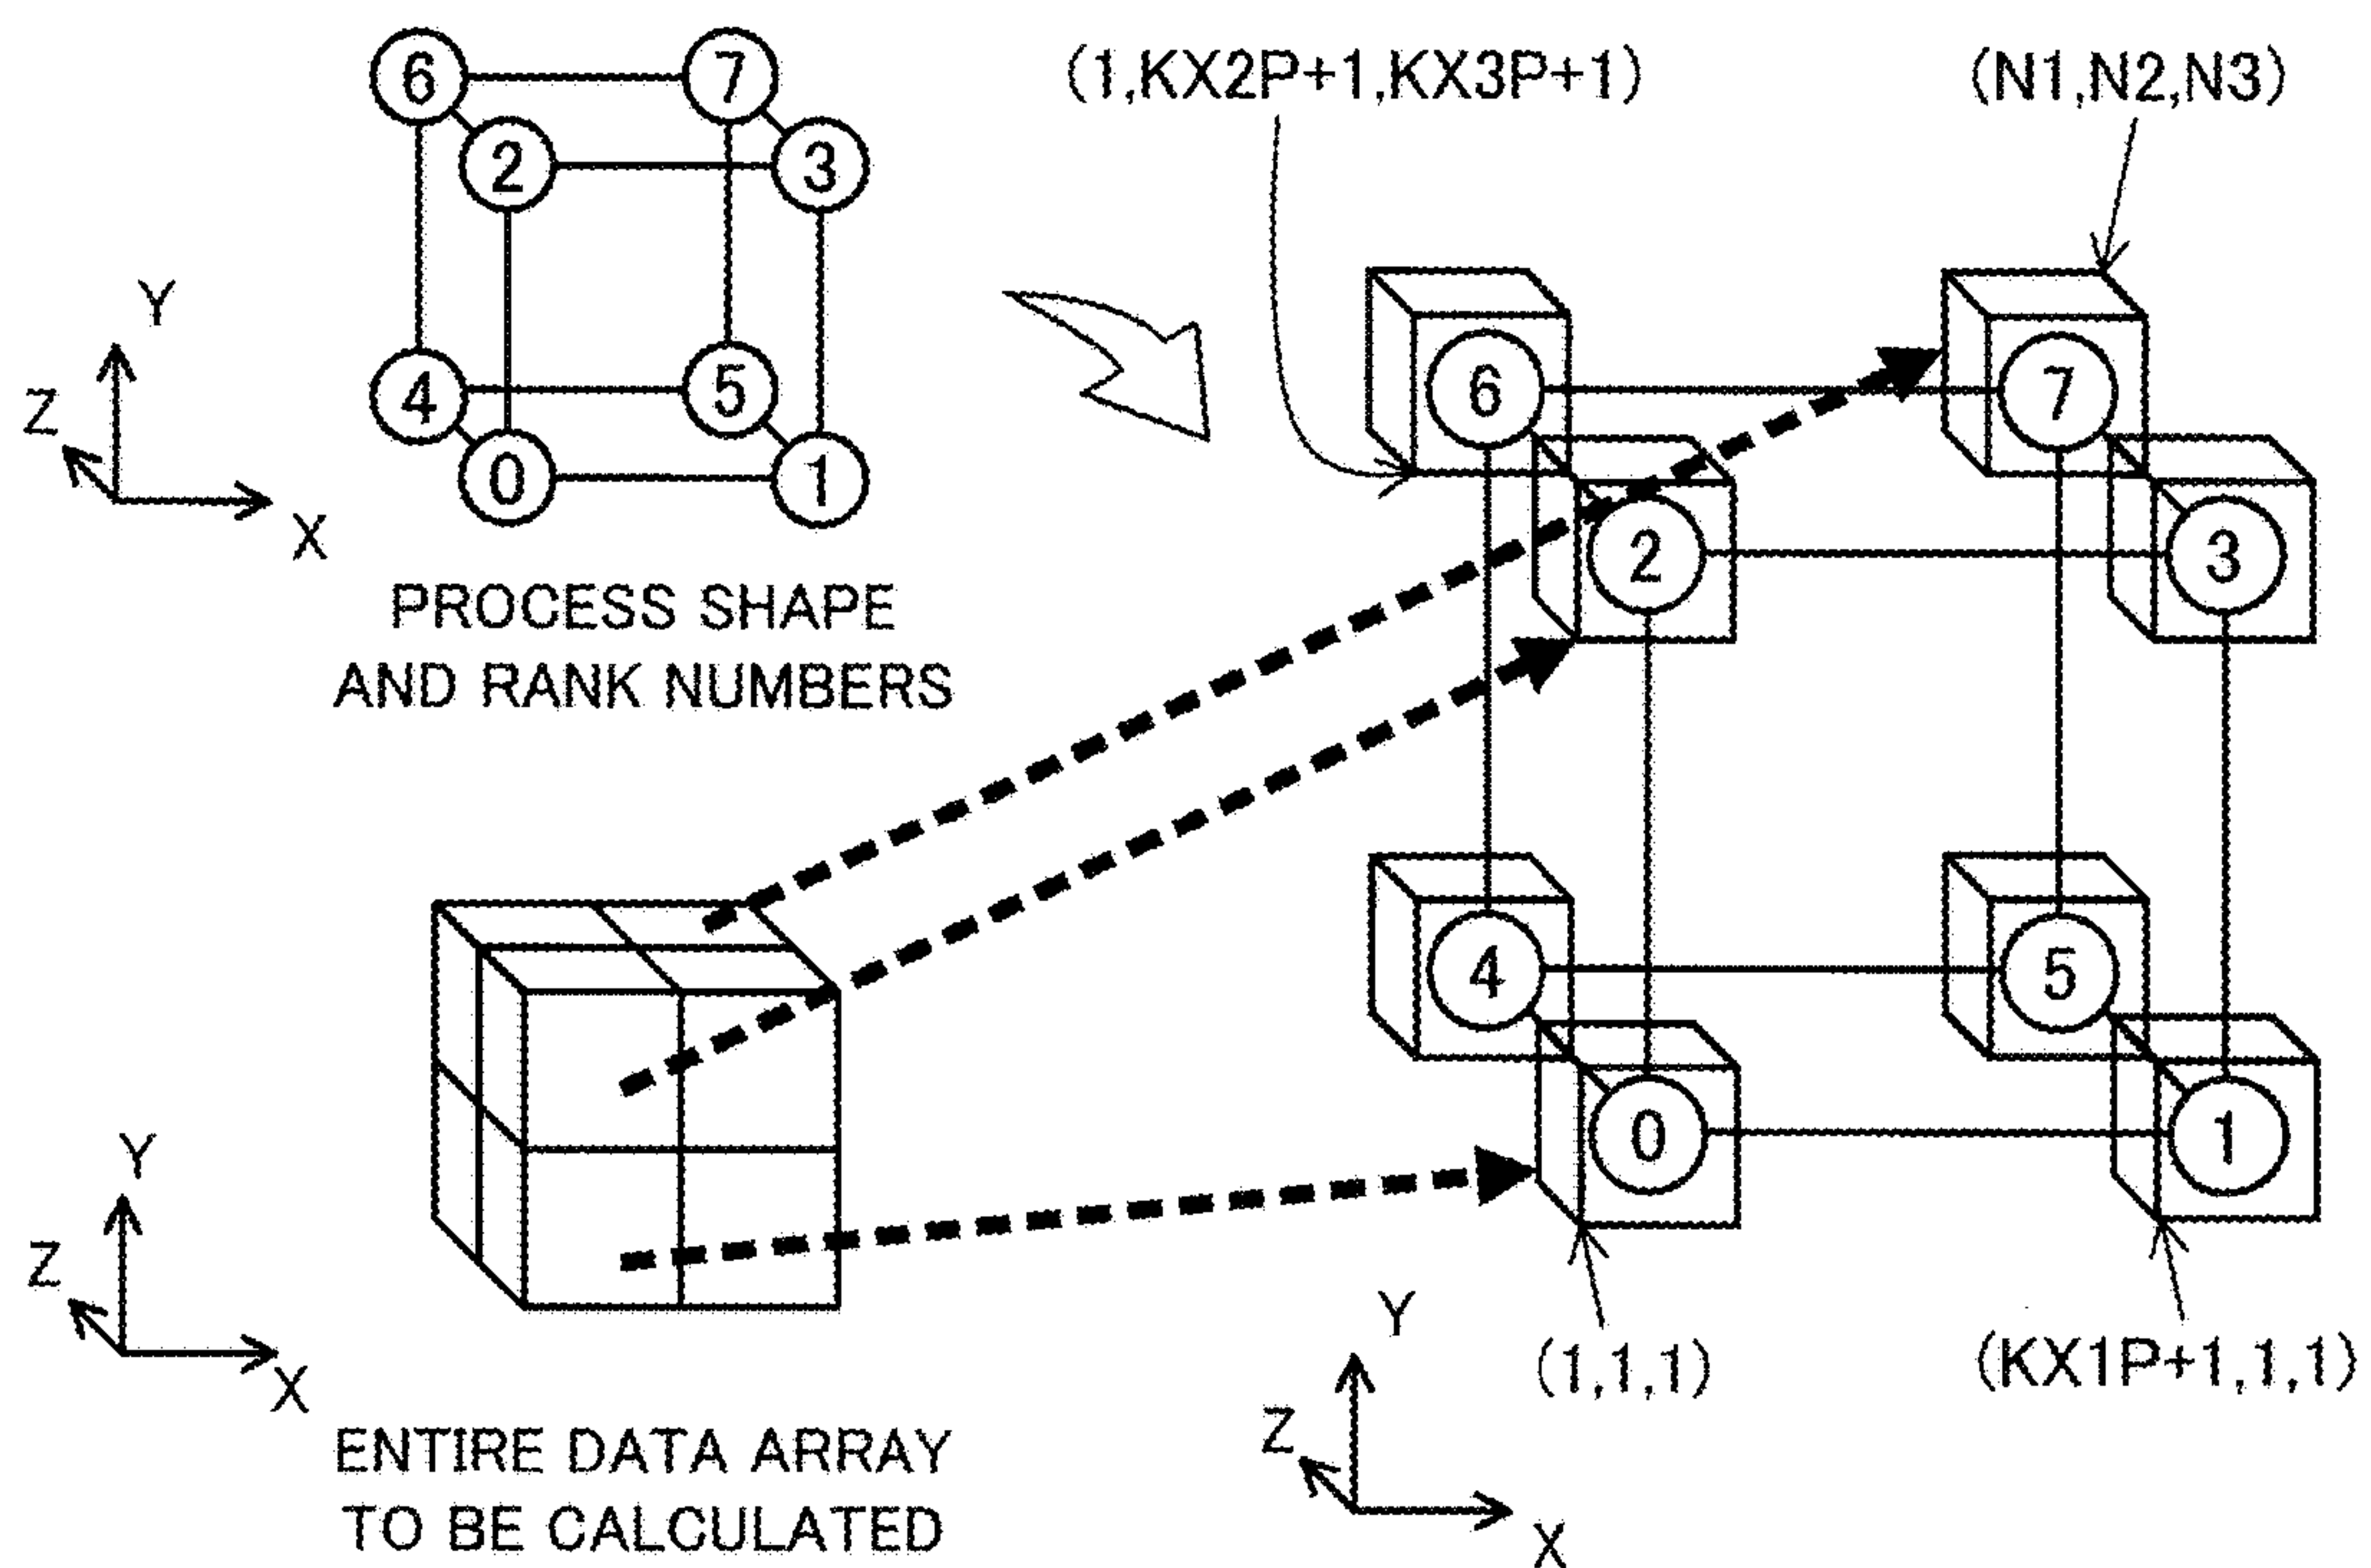 6 7
2 3
4 5
0 1
Y
Z
X
PROCESS SHAPE
AND RANK NUMBERS
(1,KX2P+1,KX3P+1)
(N1,N2,N3)
6 7
2 3
4 5
0 1
(1,1,1)
(KX1P+1,1,1)
Y
Z
X
Y
Z
X
ENTIRE DATA ARRAY
TO BE CALCULATED